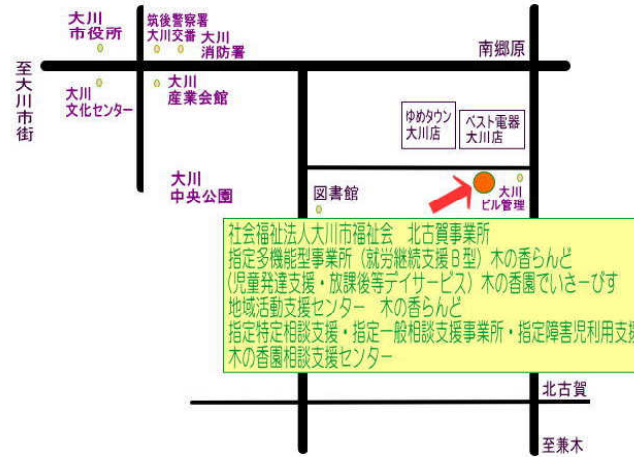 大川
市役所
筑後警察署
大川交番
大川
消防署
南郷原
至大川市街
大川
文化センター
大川
産業会館
ゆめタウン
大川店
ベスト電器
大川店
大川
中央公園
図書館
大川
ビル管理
社会福祉法人大川市福祉会 北古賀事業所
指定多機能型事業所(就労継続支援B型)木の香らんど
(児童発達支援・放課後等デイサービス)木の香園でいさーびす
地域活動支援センター 木の香らんど
指定特定相談支援・指定一般相談支援事業所・指定障害児利用支援
木の香園相談支援センター
北古賀
至兼木